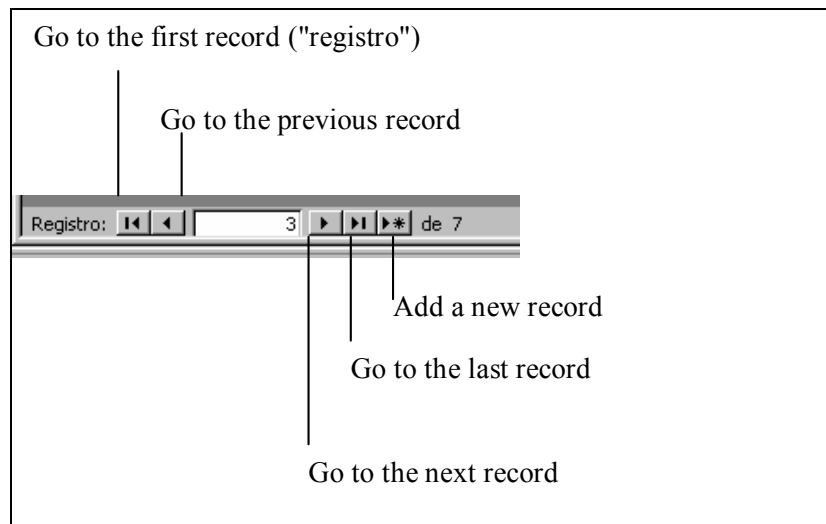 Go to the first record ("registro")
Go to the previous record
Registro: 3 de 7
Add a new record
Go to the last record
Go to the next record